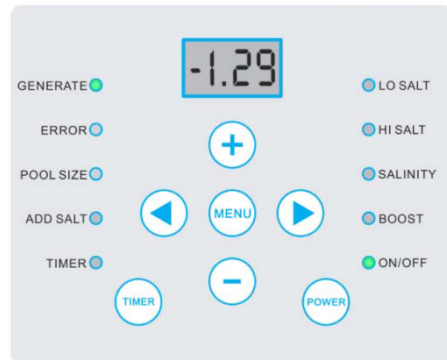 -1.29
GENERATE
LO SALT
ERROR
HI SALT
+
POOL SIZE
SALINITY
ADD SALT
MENU
BOOST
TIMER
ON/OFF
−
TIMER
POWER